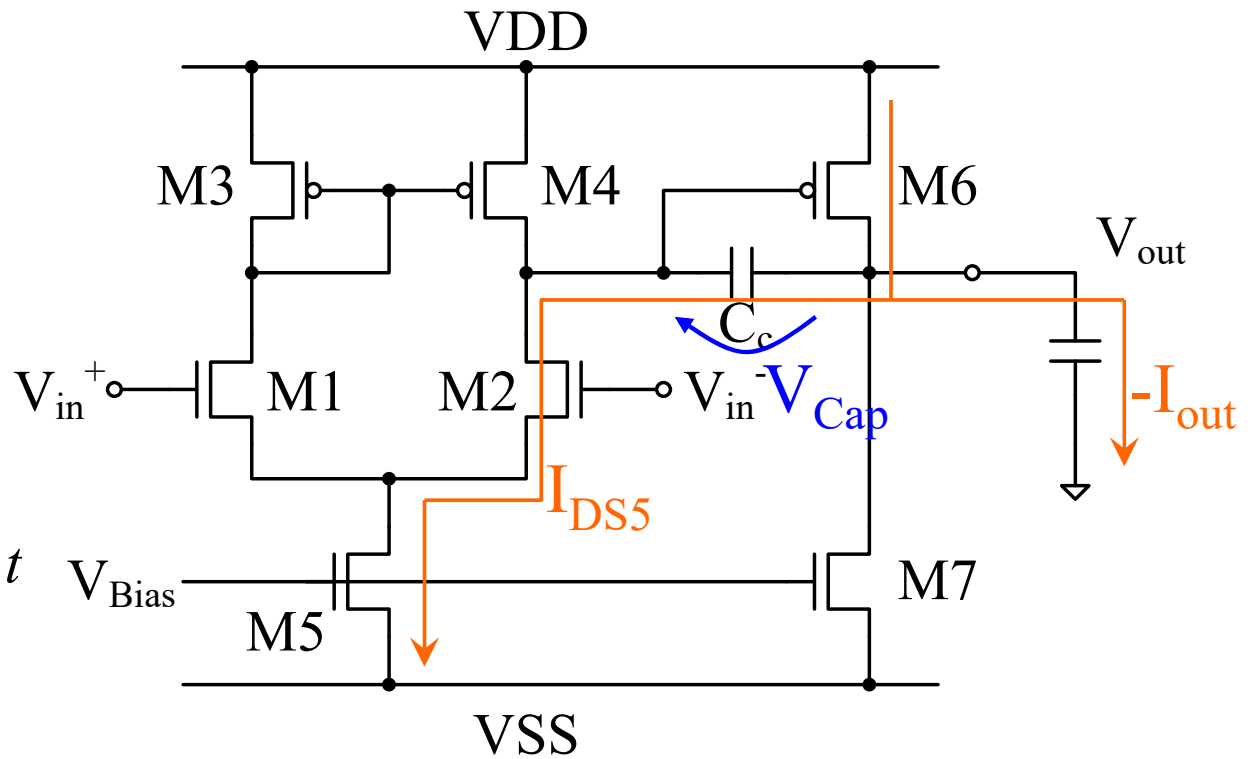 VDD
M3
M4
M6
Vout
Cc
Vin+
M1
M2
Vin-
VCap
-Iout
IDS5
t
VBias
M5
M7
VSS